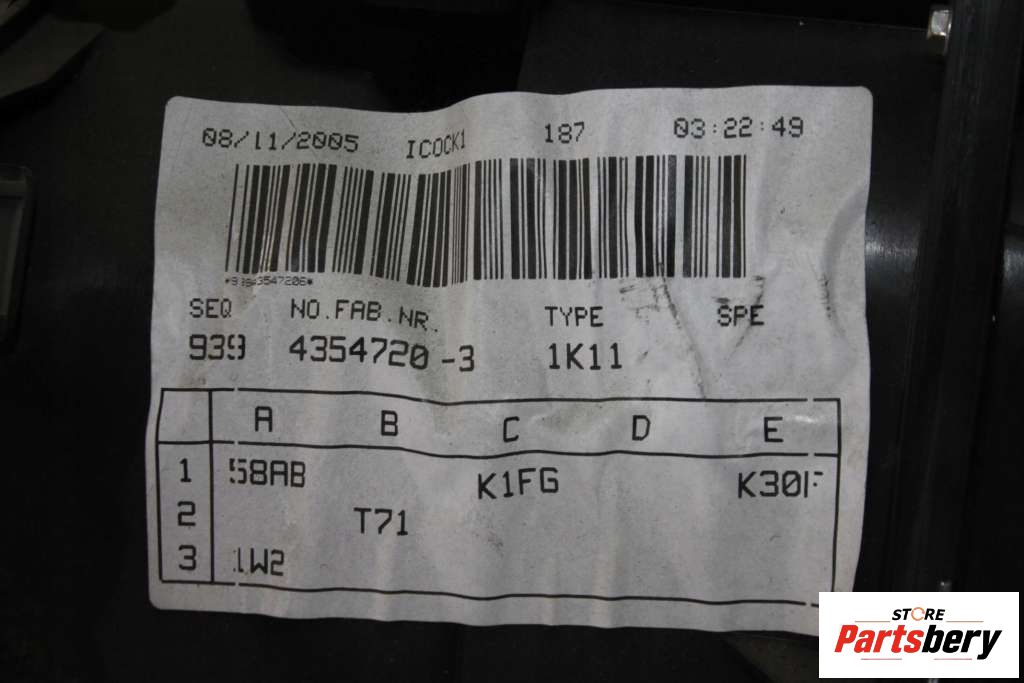 08/11/2005 ICOCK1 187 03:22:49
SEQ NO.FAB.NR. TYPE SPE
939 4354720-3 1K11
A B C D E
1 58AB K1FG
2 T71
3 1W2
STORE
Partsbery